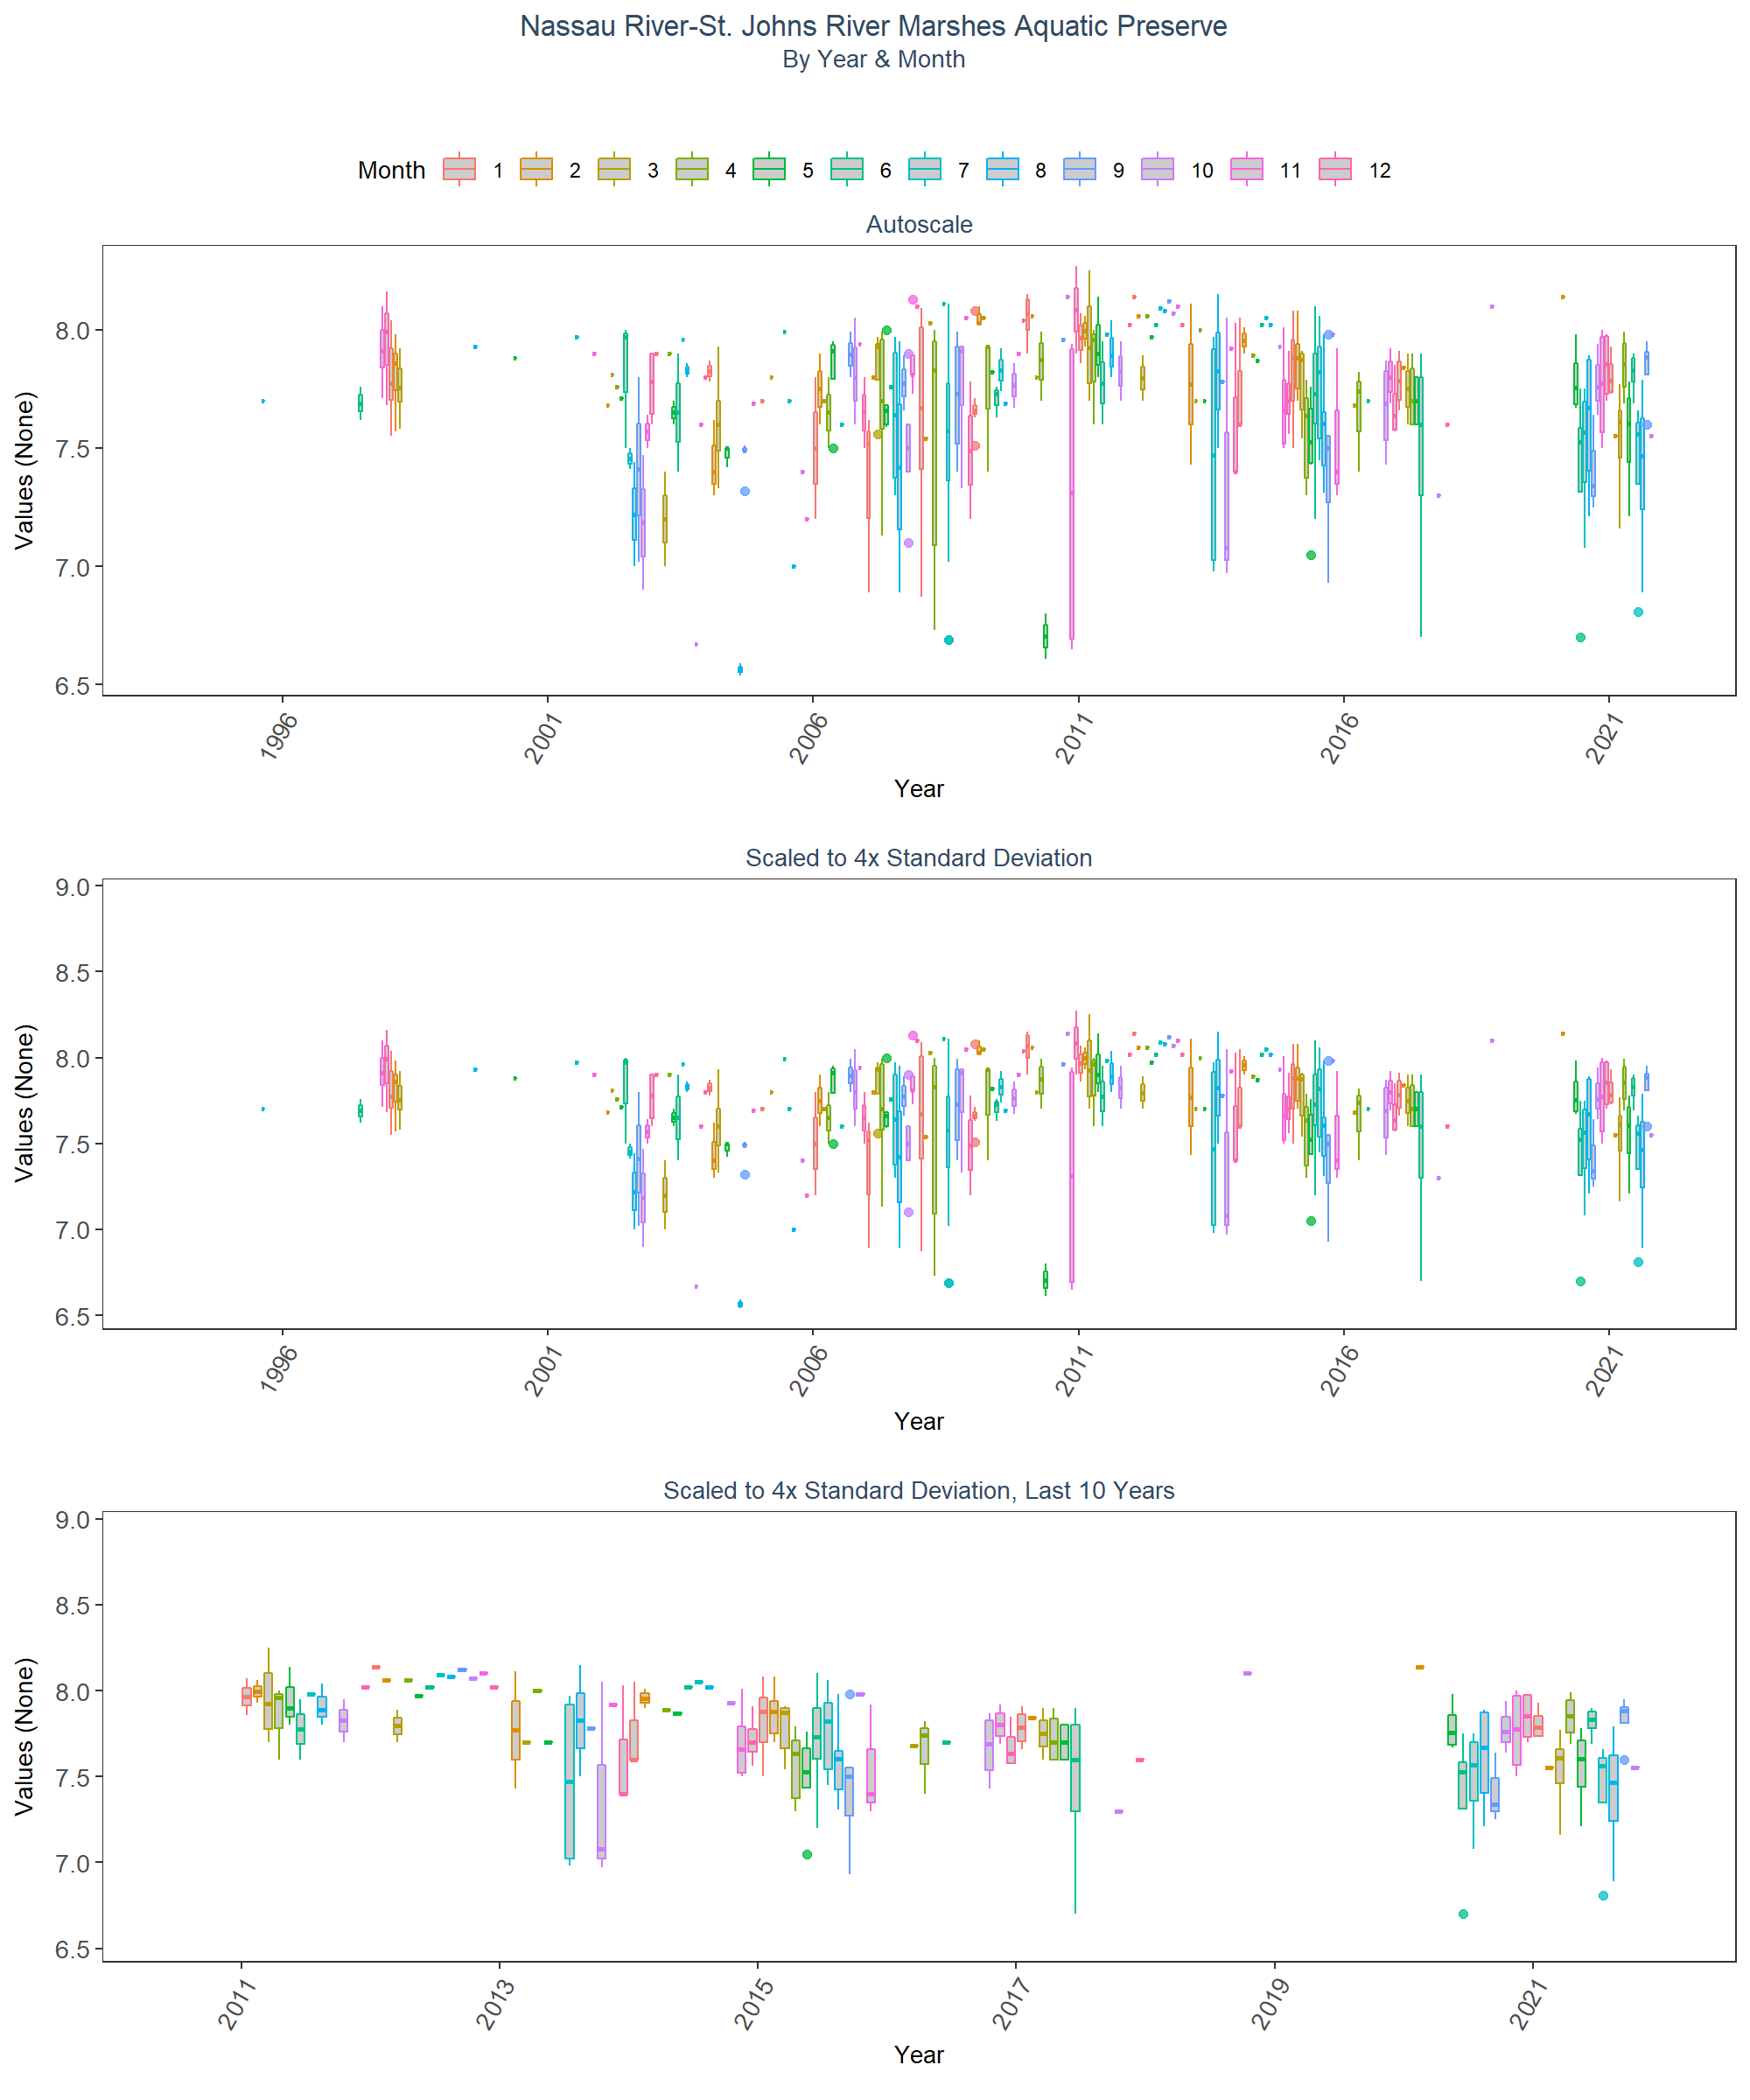 Nassau River-St. Johns River Marshes Aquatic Preserve
By Year & Month
Month 1 2 3 4 5 6 7 8 9 10 11 12
Autoscale
Values (None)
8.0
7.5
7.0
6.5
1996 2001 2006 2011 2016 2021
Year
Scaled to 4x Standard Deviation
Values (None)
9.0
8.5
8.0
7.5
7.0
6.5
1996 2001 2006 2011 2016 2021
Year
Scaled to 4x Standard Deviation, Last 10 Years
Values (None)
9.0
8.5
8.0
7.5
7.0
6.5
2011 2013 2015 2017 2019 2021
Year